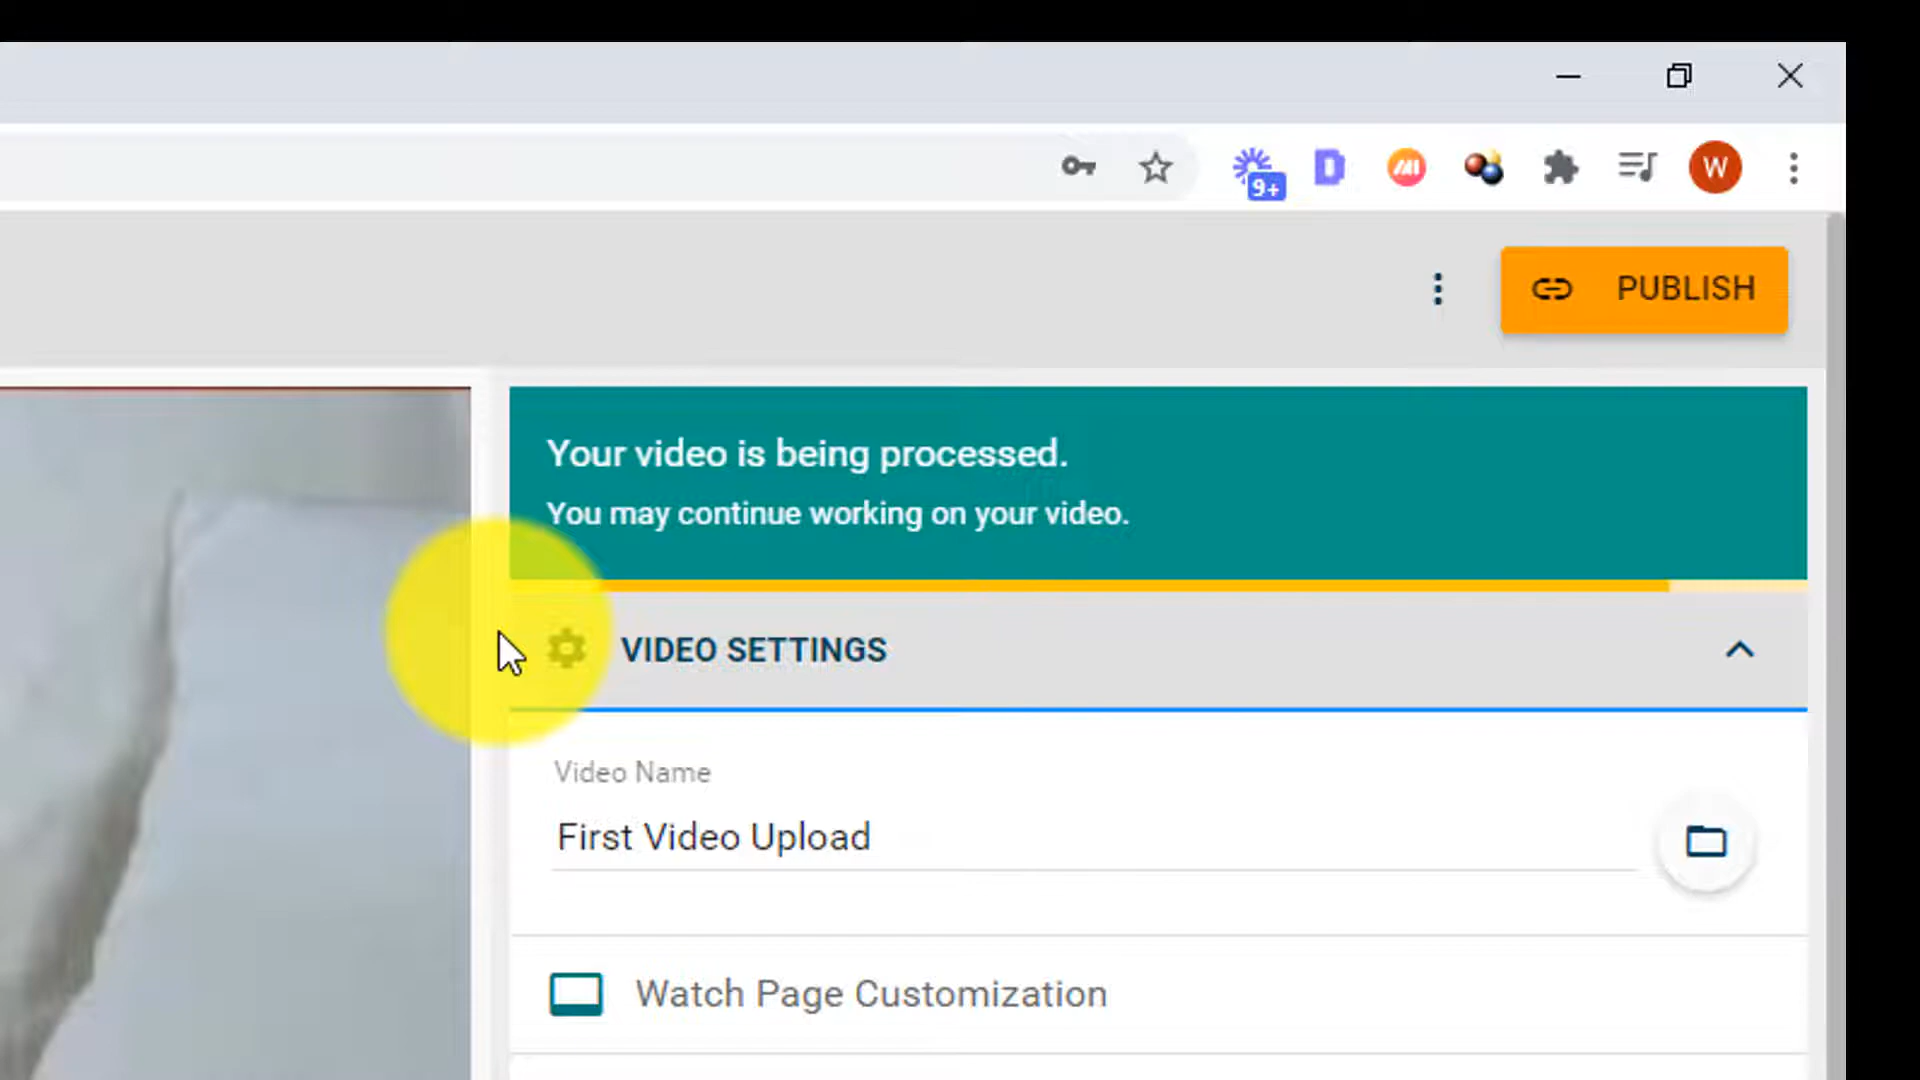 9+
D
W
PUBLISH
Your video is being processed.
You may continue working on your video.
VIDEO SETTINGS
Video Name
First Video Upload
Watch Page Customization